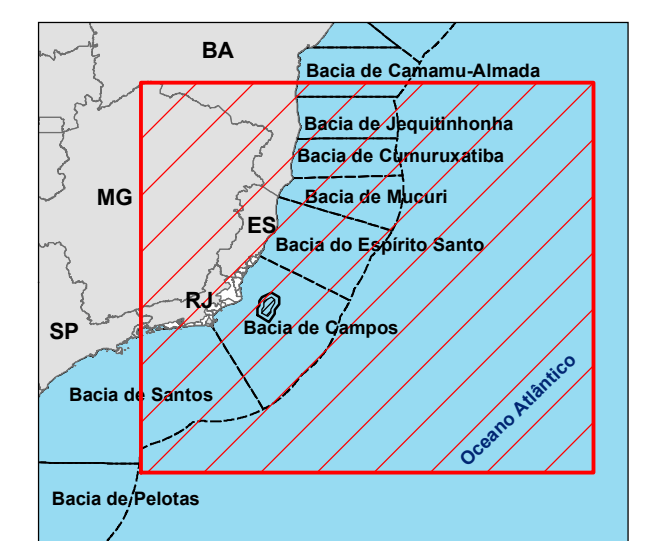 BA
Bacia de Camamu-Almada
Bacia de Jequitinhonha
Bacia de Cumuruxatiba
MG
Bacia de Mucuri
ES
Bacia do Espírito Santo
RJ
Bacia de Campos
SP
Bacia de Santos
Oceano Atlântico
Bacia de Pelotas